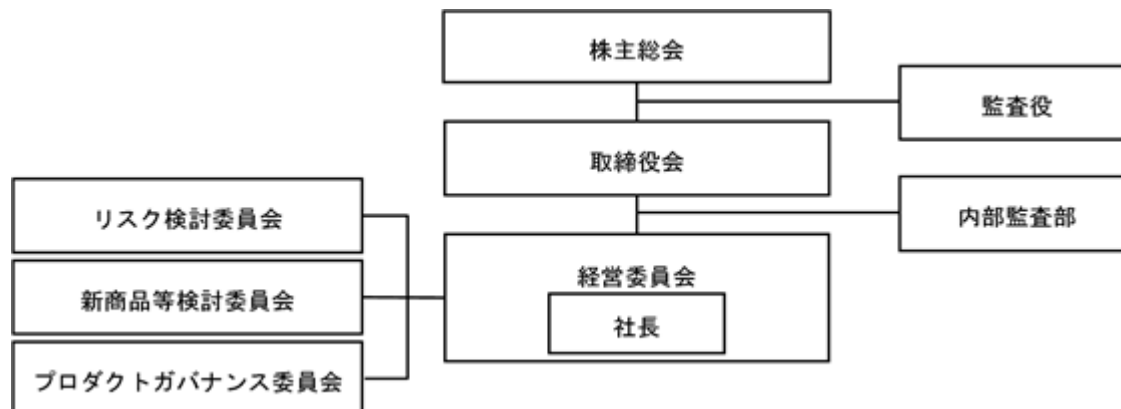 株主総会
監査役
取締役会
リスク検討委員会
内部監査部
経営委員会
新商品等検討委員会
社長
プロダクトガバナンス委員会